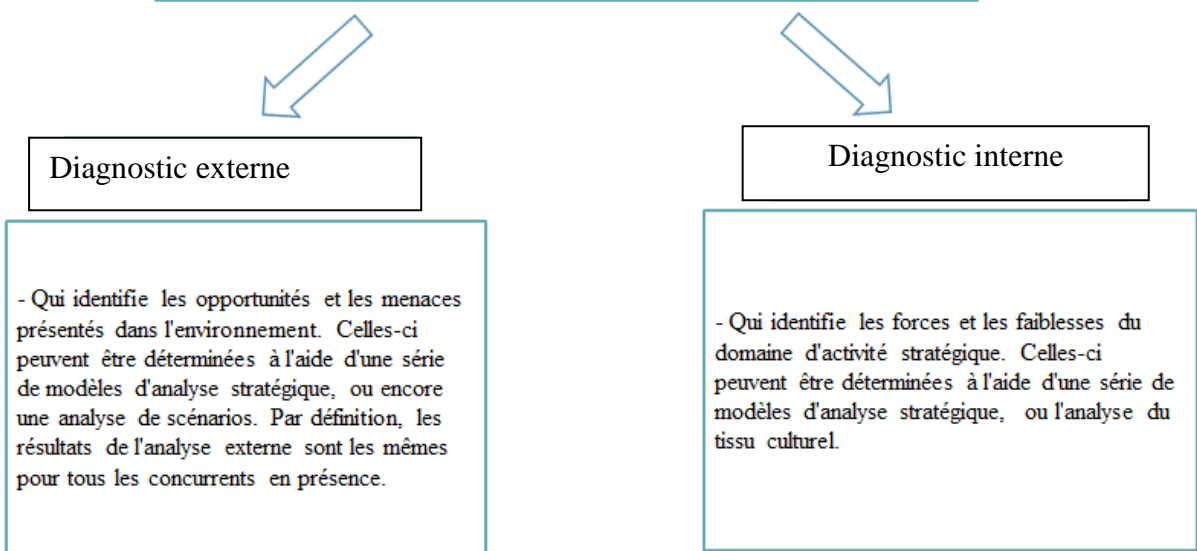 Diagnostic externe
- Qui identifie les opportunités et les menaces
présentés dans l'environnement. Celles-ci
peuvent être déterminées à l'aide d'une série
de modèles d'analyse stratégique, ou encore
une analyse de scénarios. Par définition, les
résultats de l'analyse externe sont les mêmes
pour tous les concurrents en présence.
Diagnostic interne
- Qui identifie les forces et les faiblesses du
domaine d'activité stratégique. Celles-ci
peuvent être déterminées à l'aide d'une série de
modèles d'analyse stratégique, ou l'analyse du
tissu culturel.